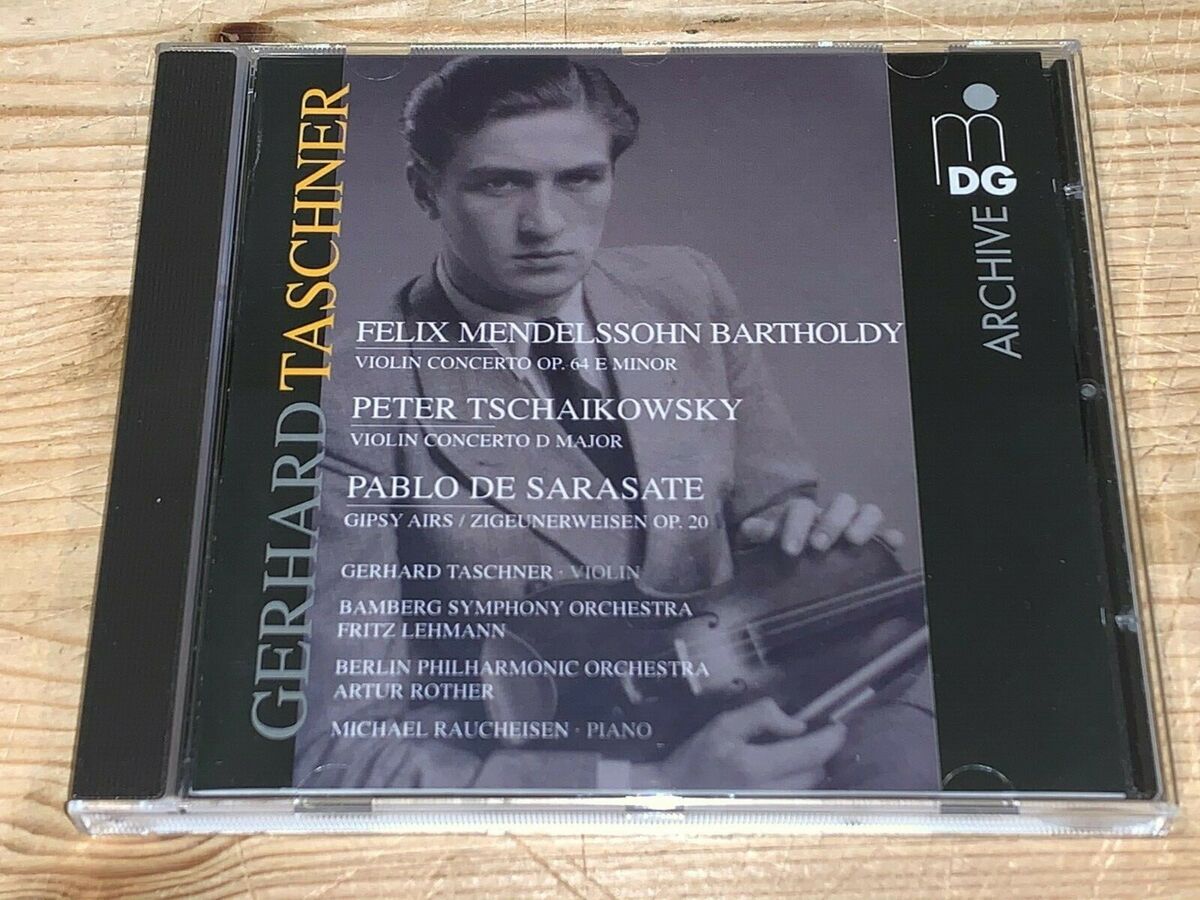 GERHARD TASCHNER
FELIX MENDELSSOHN BARTHOLDY
VIOLIN CONCERTO OP. 64 E MINOR
PETER TSCHAIKOWSKY
VIOLIN CONCERTO D MAJOR
PABLO DE SARASATE
GIPSY AIRS / ZIGEUNERWEISEN OP. 20
GERHARD TASCHNER · VIOLIN
BAMBERG SYMPHONY ORCHESTRA
FRITZ LEHMANN
BERLIN PHILHARMONIC ORCHESTRA
ARTUR ROTHER
MICHAEL RAUCHEISEN · PIANO
m
DG
ARCHIVE